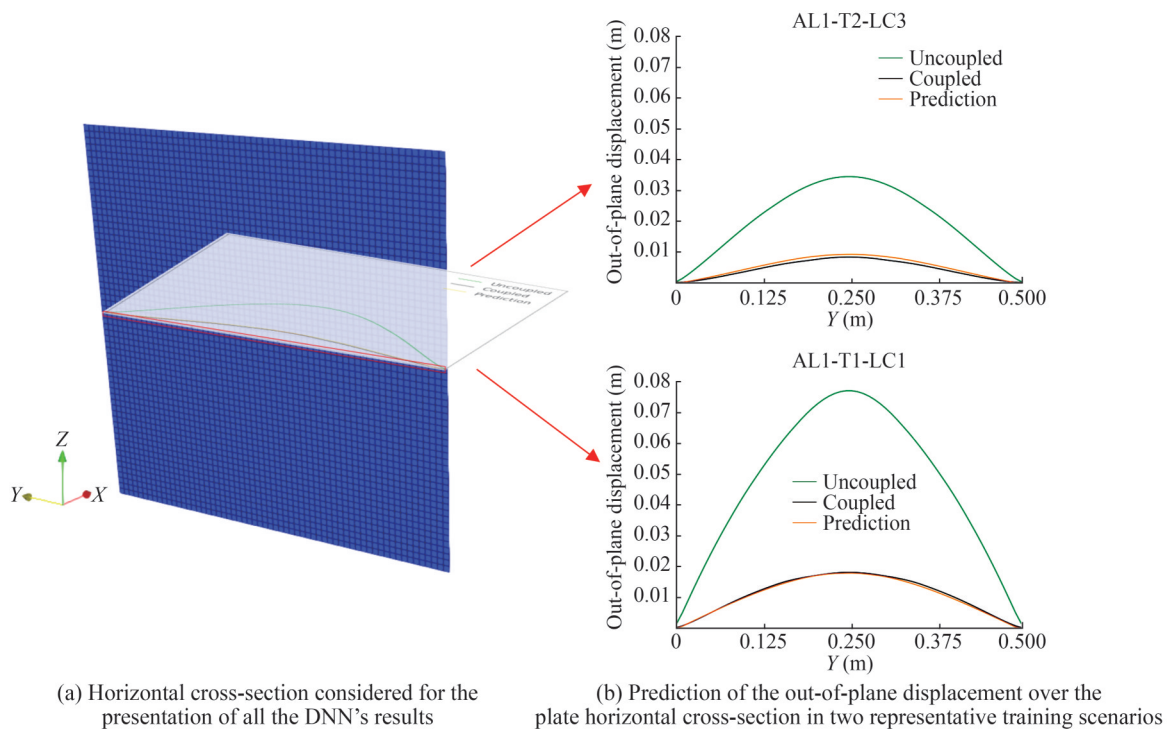 AL1-T2-LC3
Out-of-plane displacement (m)
0.08
0.07
0.06
0.05
0.04
0.03
0.02
0.01
Uncoupled
Coupled
Prediction
0
0.125
0.250
0.375
0.500
Y (m)
Uncoupled
Coupled
Prediction
Z
Y
X
AL1-T1-LC1
Out-of-plane displacement (m)
0.08
0.07
0.06
0.05
0.04
0.03
0.02
0.01
Uncoupled
Coupled
Prediction
0
0.125
0.250
0.375
0.500
Y (m)
(a) Horizontal cross-section considered for the
presentation of all the DNN's results
(b) Prediction of the out-of-plane displacement over the
plate horizontal cross-section in two representative training scenarios